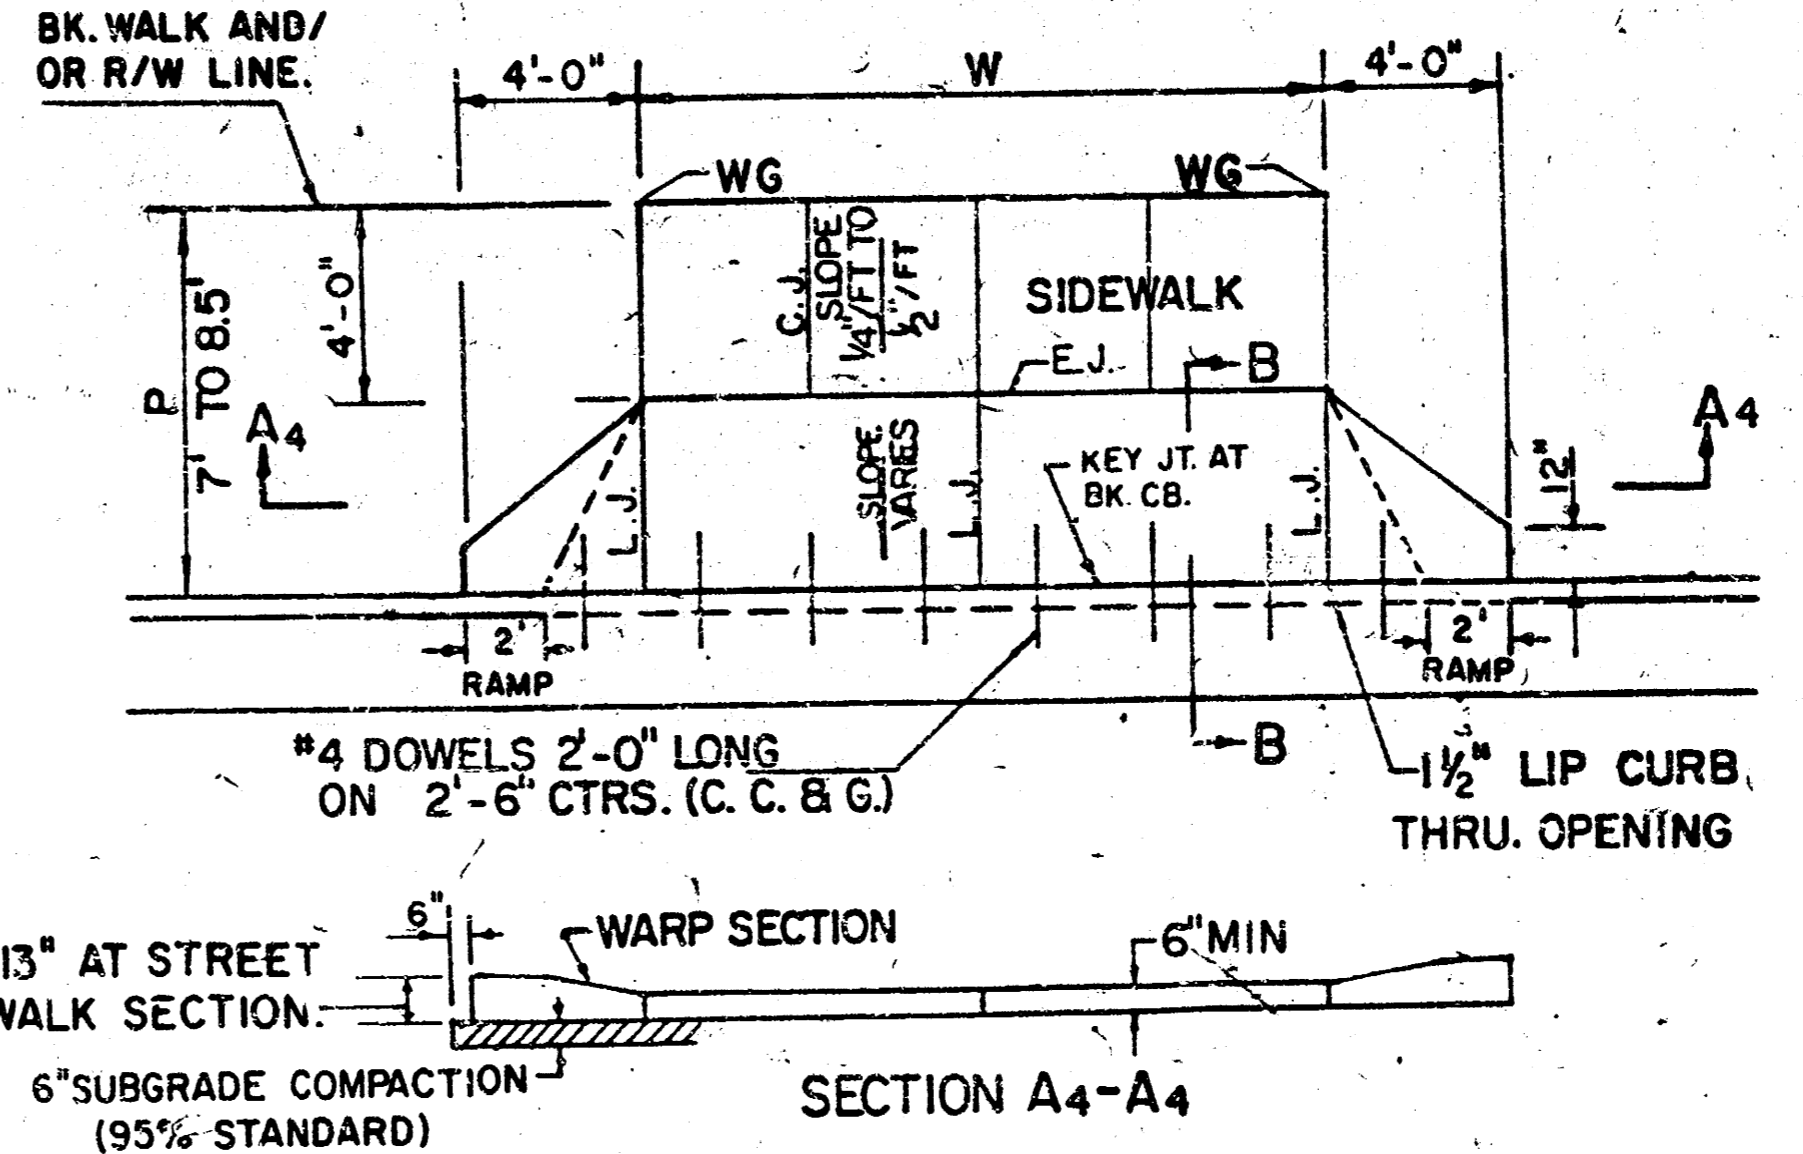 BK. WALK AND/
OR R/W LINE.
4'-0"
W
4'-0"
WG
WG
P
7' TO 8.5'
4'-0"
C.J.
SLOPE
1/4"/FT TO
1/2"/FT
SIDEWALK
E.J.
B
A4
A4
SLOPE
VARIES
L.J.
L.J.
L.J.
KEY JT. AT
BK. CB.
12"
2'
RAMP
2'
RAMP
#4 DOWELS 2'-0" LONG
ON 2'-6" CTRS. (C. C. & G.)
B
1 1/2" LIP CURB
THRU. OPENING
6"
WARP SECTION
6" MIN
13" AT STREET
WALK SECTION.
6" SUBGRADE COMPACTION
(95% STANDARD)
SECTION A4-A4